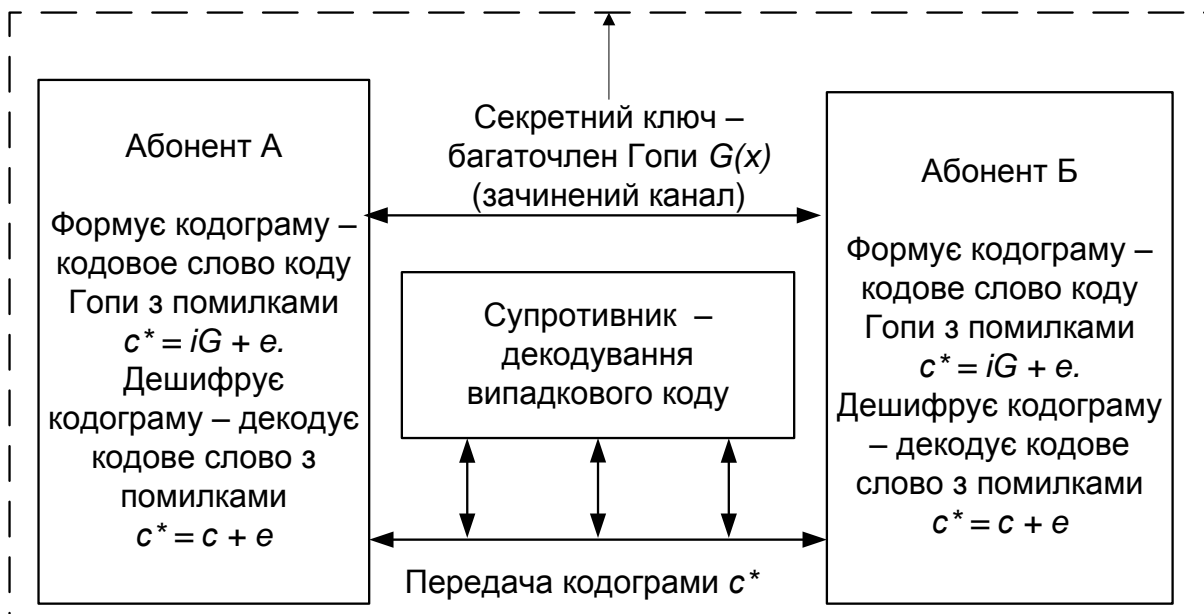 Абонент А
Формує кодограму –
кодовое слово коду
Гопи з помилками
c* = iG + e.
Дешифрує
кодограму – декодує
кодове слово з
помилками
c* = c + e
Секретний ключ –
багаточлен Гопи G(x)
(зачинений канал)
Супротивник –
декодування
випадкового коду
Передача кодограми c*
Абонент Б
Формує кодограму –
кодове слово коду
Гопи з помилками
c* = iG + e.
Дешифрує кодограму
– декодує кодове
слово з помилками
c* = c + e